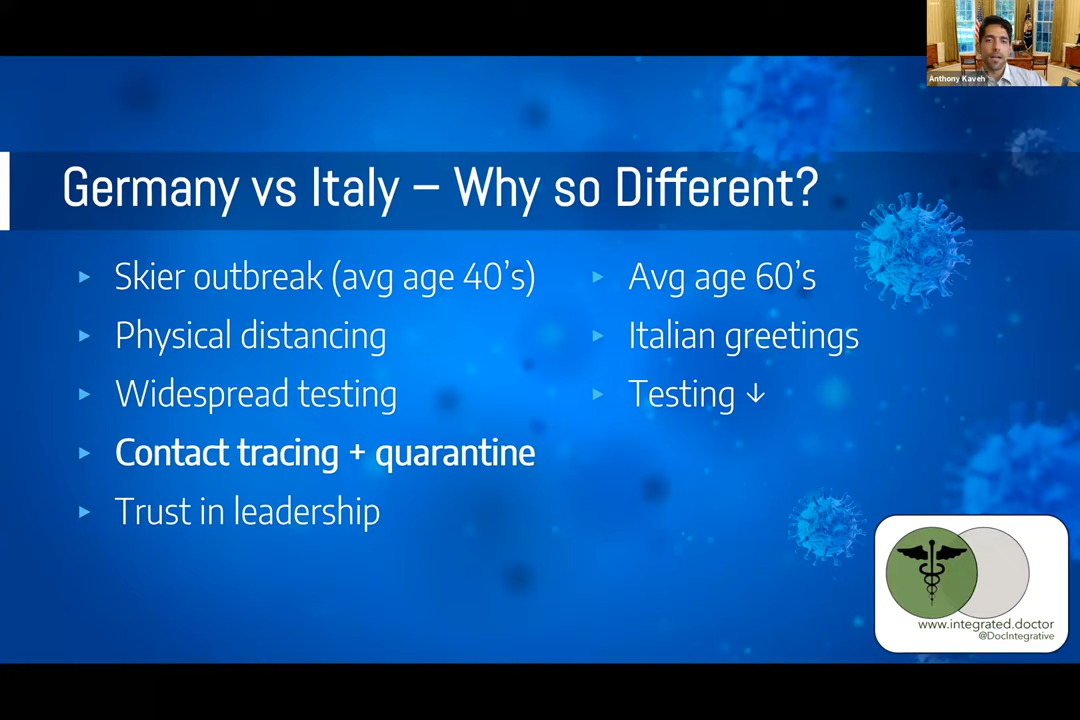 Anthony Kaveh
Germany vs Italy – Why so Different?
Skier outbreak (avg age 40’s)
Physical distancing
Widespread testing
Contact tracing + quarantine
Trust in leadership
Avg age 60’s
Italian greetings
Testing ↓
www.integrated.doctor
@DocIntegrative